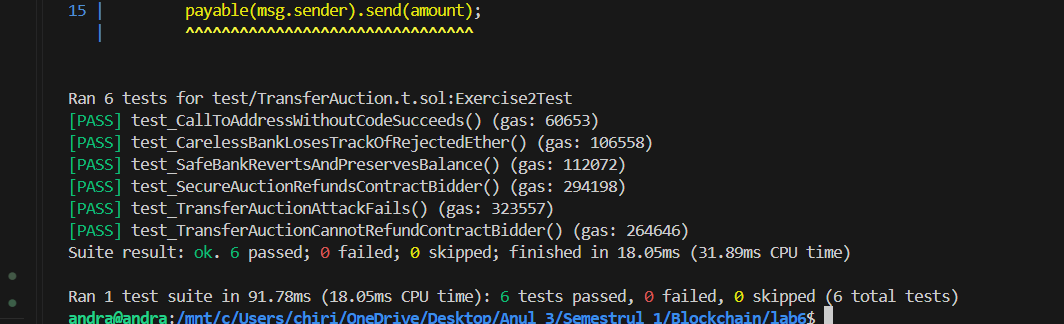 15 | payable(msg.sender).send(amount);
| ^^^^^^^^^^^^^^^^^^^^^^^^^^^^^^^^
Ran 6 tests for test/TransferAuction.t.sol:Exercise2Test
[PASS] test_CallToAddressWithoutCodeSucceeds() (gas: 60653)
[PASS] test_CarelessBankLosesTrackOfRejectedEther() (gas: 106558)
[PASS] test_SafeBankRevertsAndPreservesBalance() (gas: 112072)
[PASS] test_SecureAuctionRefundsContractBidder() (gas: 294198)
[PASS] test_TransferAuctionAttackFails() (gas: 323557)
[PASS] test_TransferAuctionCannotRefundContractBidder() (gas: 264646)
Suite result: ok. 6 passed; 0 failed; 0 skipped; finished in 18.05ms (31.89ms CPU time)
Ran 1 test suite in 91.78ms (18.05ms CPU time): 6 tests passed, 0 failed, 0 skipped (6 total tests)
andra@andra:/mnt/c/Users/chiri/OneDrive/Desktop/Anul_3/Semestrul_1/Blockchain/lab6$